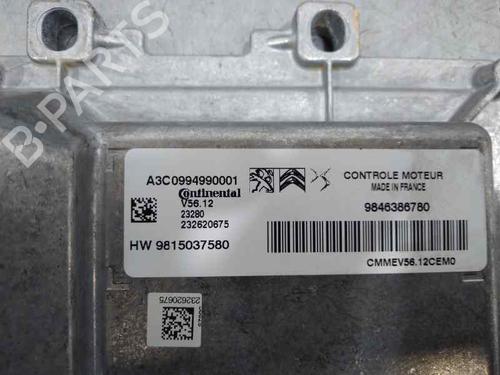 B-PARTS
A3C0994990001
Continental
V56.12
23280
232620675
HW 9815037580
CONTROLE MOTEUR
MADE IN FRANCE
9846386780
CMMEV56.12CEM0
232620675